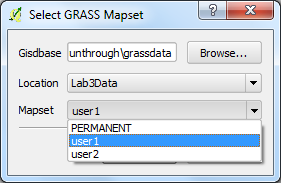 Select GRASS Mapset
?
Gisdbase unthrough\grassdata Browse...
Location Lab3Data
Mapset user1
PERMANENT
user1
user2